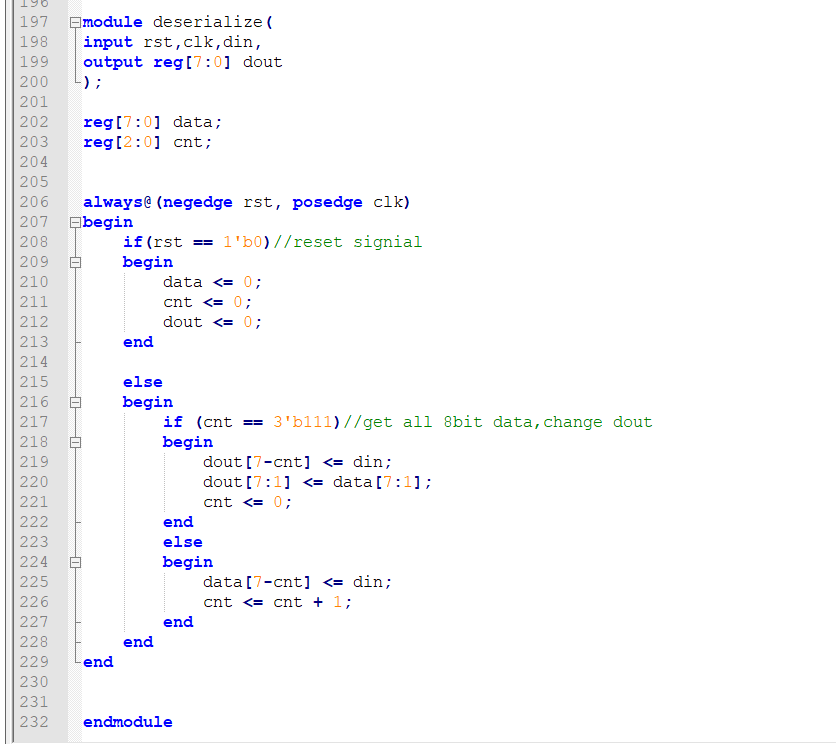 196
197 module deserialize(
198 input rst,clk,din,
199 output reg[7:0] dout
200 );
201
202 reg[7:0] data;
203 reg[2:0] cnt;
204
205
206 always@(negedge rst, posedge clk)
207 begin
208 if(rst == 1'b0)//reset signial
209 begin
210 data <= 0;
211 cnt <= 0;
212 dout <= 0;
213 end
214
215 else
216 begin
217 if (cnt == 3'b111)//get all 8bit data,change dout
218 begin
219 dout[7-cnt] <= din;
220 dout[7:1] <= data[7:1];
221 cnt <= 0;
222 end
223 else
224 begin
225 data[7-cnt] <= din;
226 cnt <= cnt + 1;
227 end
228 end
229 end
230
231
232 endmodule